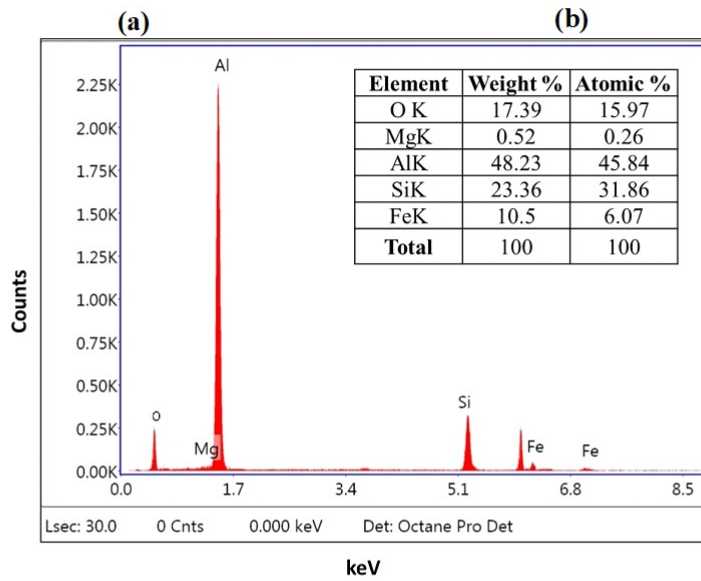 (a) (b)
Al
Element Weight % Atomic %
O K 17.39 15.97
MgK 0.52 0.26
AlK 48.23 45.84
SiK 23.36 31.86
FeK 10.5 6.07
Total 100 100
2.25K
2.00K
1.75K
1.50K
1.25K
1.00K
0.75K
0.50K
0.25K
0.00K
Counts
O
Mg
Si
Fe
Fe
0.0 1.7 3.4 5.1 6.8 8.5
Lsec: 30.0 0 Cnts 0.000 keV Det: Octane Pro Det
keV